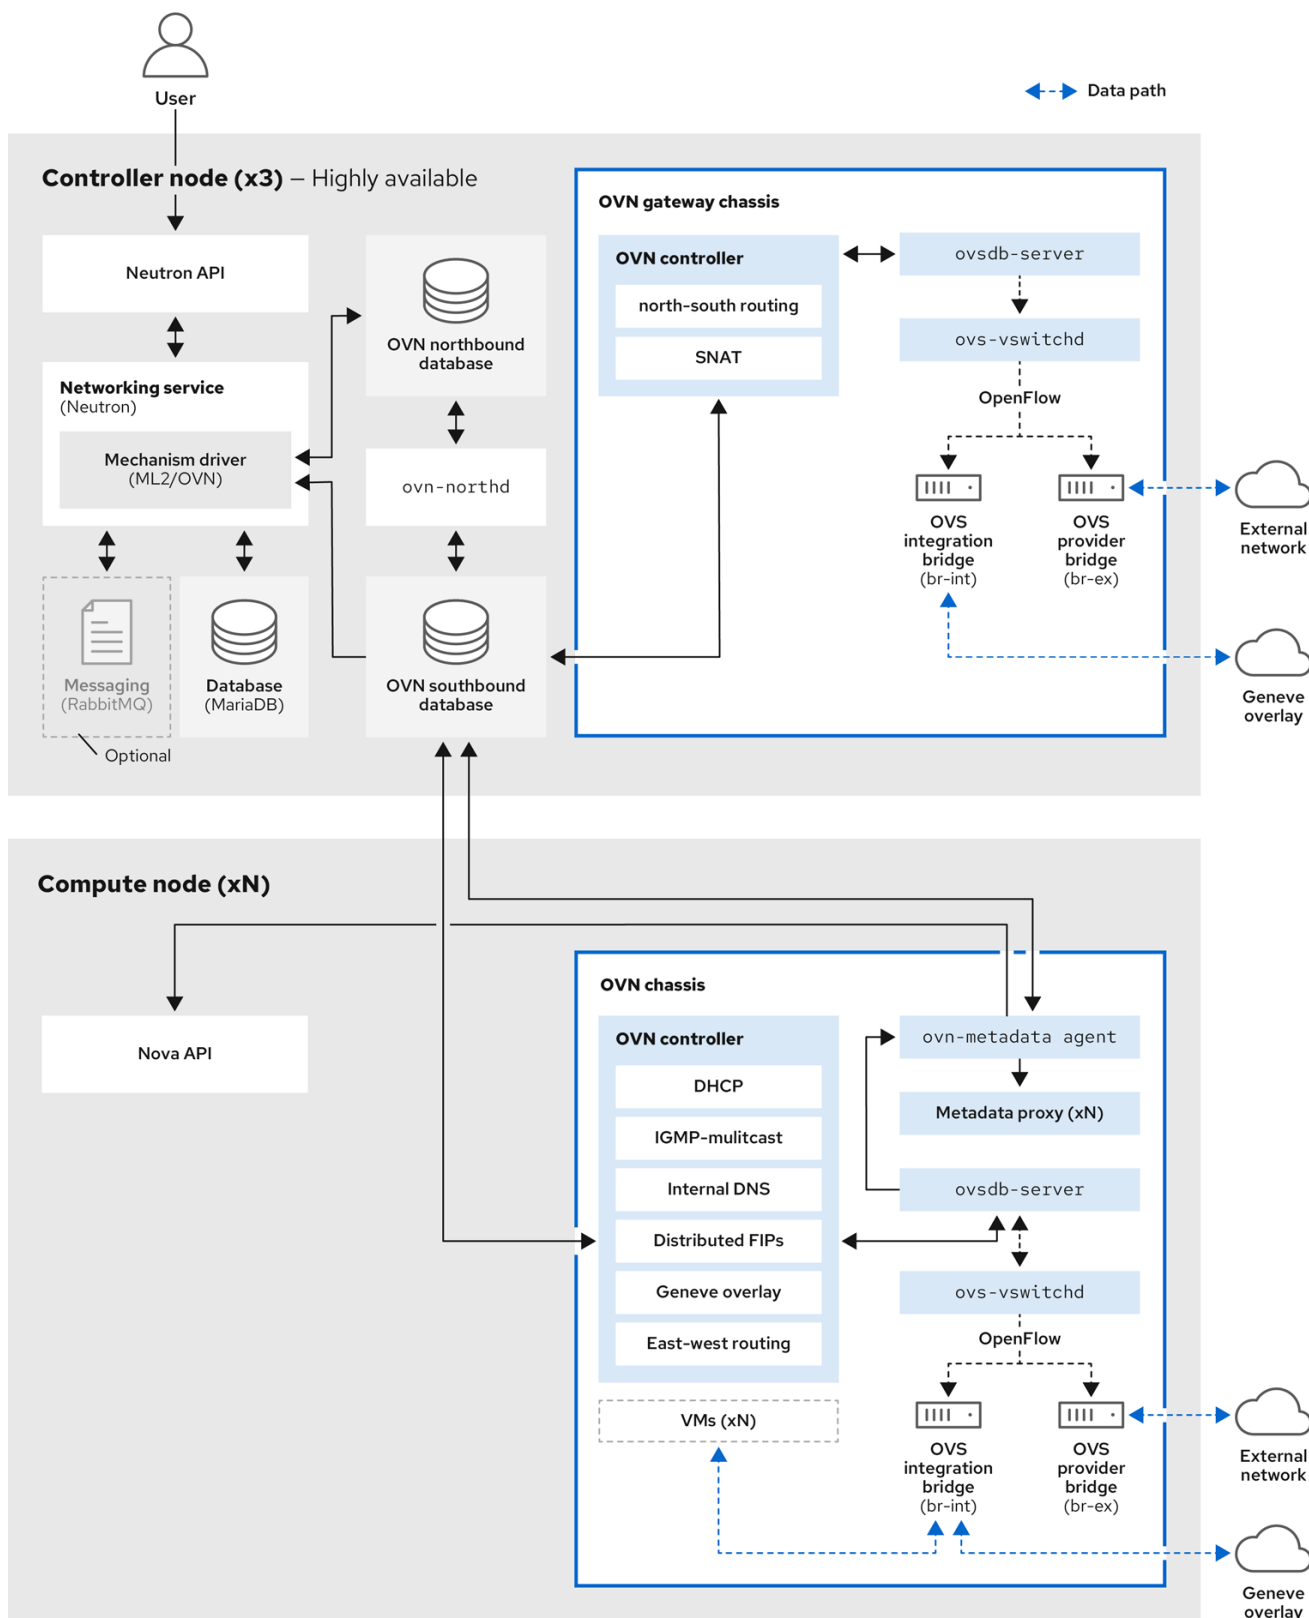 User
Data path
Controller node (x3) – Highly available
Neutron API
Networking service
(Neutron)
Mechanism driver
(ML2/OVN)
Messaging
(RabbitMQ)
Optional
Database
(MariaDB)
OVN northbound
database
ovn-northd
OVN southbound
database
OVN gateway chassis
OVN controller
north-south routing
SNAT
ovsdb-server
ovs-vswitchd
OpenFlow
OVS
integration
bridge
(br-int)
OVS
provider
bridge
(br-ex)
External
network
Geneve
overlay
Compute node (xN)
Nova API
OVN chassis
OVN controller
DHCP
IGMP-mulitcast
Internal DNS
Distributed FIPs
Geneve overlay
East-west routing
VMs (xN)
ovn-metadata agent
Metadata proxy (xN)
ovsdb-server
ovs-vswitchd
OpenFlow
OVS
integration
bridge
(br-int)
OVS
provider
bridge
(br-ex)
External
network
Geneve
overlay